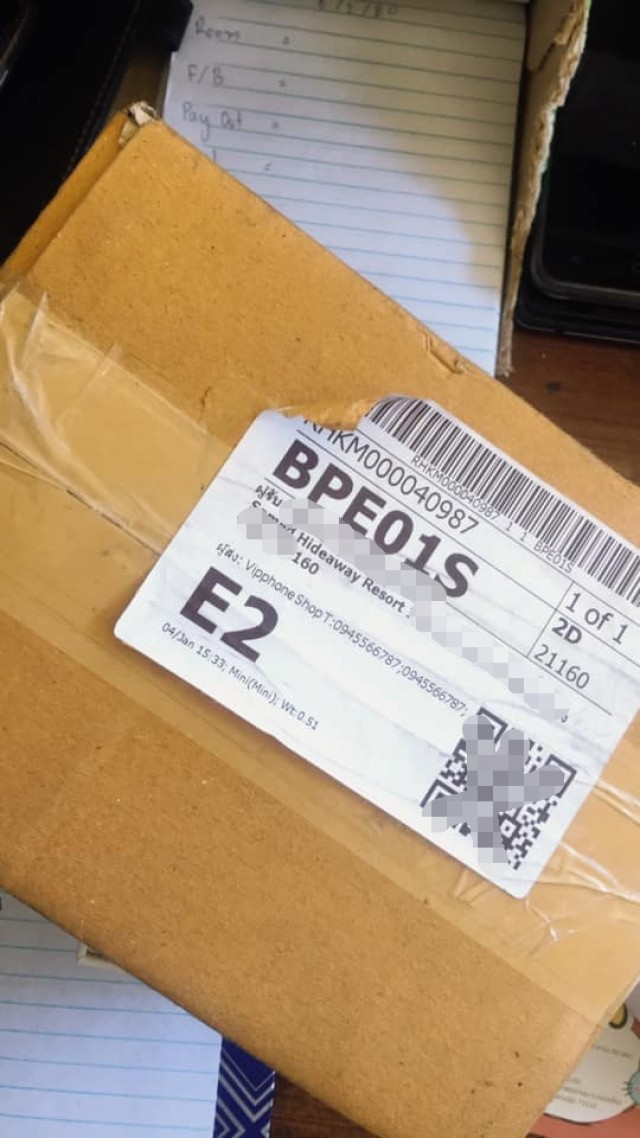 Room =
F/B =
Pay Out =
=
RHKM000040987
RHKM000040987 1 1 BPE01S
BPE01S
1 of 1
2D
21160
ผู้รับ
Hideaway Resort
160
ผู้ส่ง: Vipphone Shop T:0945566787;0945566787;
E2
04/Jan 15:33; Mini(Mini); Wt:0.51